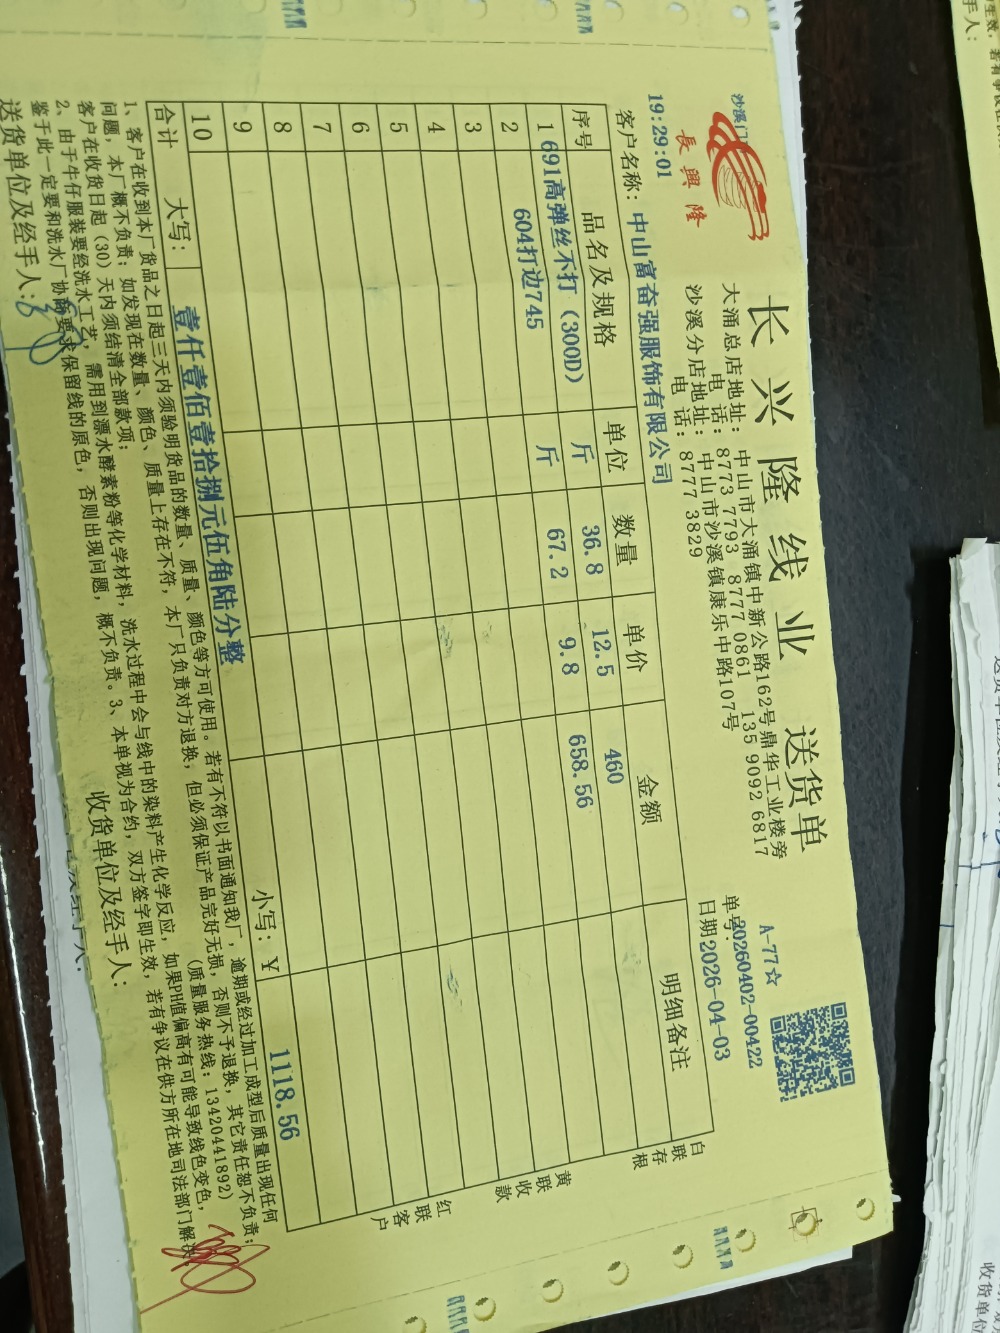 长兴隆线业 送货单
沙溪门
長興隆
19:29:01
大涌总店地址：中山市大涌镇中新公路162号鼎华工业楼旁
电话：8773 7793 8777 0861 135 9092 6817
沙溪分店地址：中山市沙溪镇康乐中路107号
电话：8777 3829
A-77☆
单号：20260402-00422
日期2026-04-03
客户名称：中山富奋强服饰有限公司
序号 品名及规格 单位 数量 单价 金额 明细备注
1 691高弹丝不打（300D） 斤 36.8 12.5 460
2 604打边745 斤 67.2 9.8 658.56
3
4
5
6
7
8
9
10
合计 大写：壹仟壹佰壹拾捌元伍角陆分整 小写：￥ 1118.56
白联存根
黄联收款
红联客户
1、客户在收到本厂货品之日起三天内须验明货品的数量、质量、颜色等方可使用。若有不符以书面通知我厂，逾期或经过加工成型后质量出现任何
问题，本厂概不负责；如发现在数量、颜色、质量上存在不符，本厂只负责对方退换，但必须保证产品完好无损，否则不予退换，其它责任恕不负责；
客户在收货日起（30）天内须结清全部款项； （质量服务热线：13420441892）
2、由于牛仔服装要经洗水工艺，需用到漂水酵素粉等化学材料，洗水过程中会与线中的染料产生化学反应，如果PH值偏高有可能导致线色变色，
鉴于此一定要和洗水厂协商要求保留线的原色，否则出现问题，概不负责。3、本单视为合约，双方签字即生效，若有争议在供方所在地司法部门解决
送货单位及经手人： 收货单位及经手人：